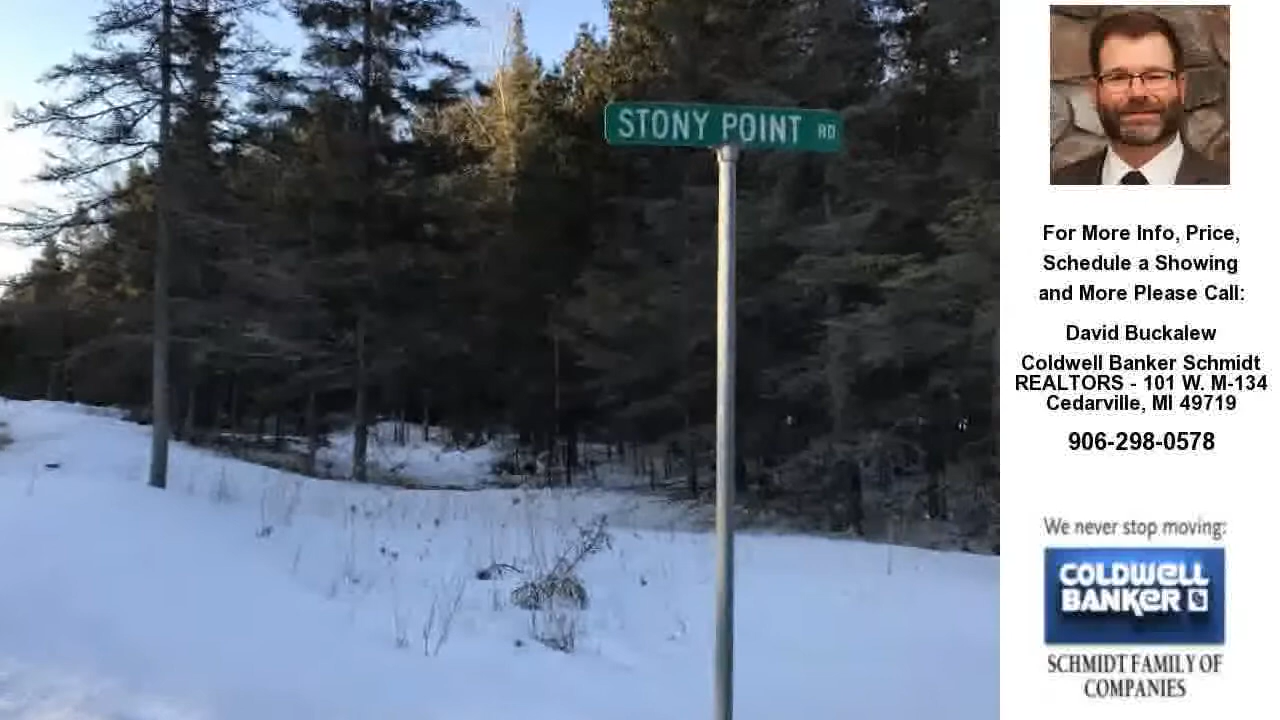 STONY POINT RD
For More Info, Price,
Schedule a Showing
and More Please Call:
David Buckalew
Coldwell Banker Schmidt
REALTORS - 101 W. M-134
Cedarville, MI 49719
906-298-0578
We never stop moving:
COLDWELL
BANKER
SCHMIDT FAMILY OF
COMPANIES